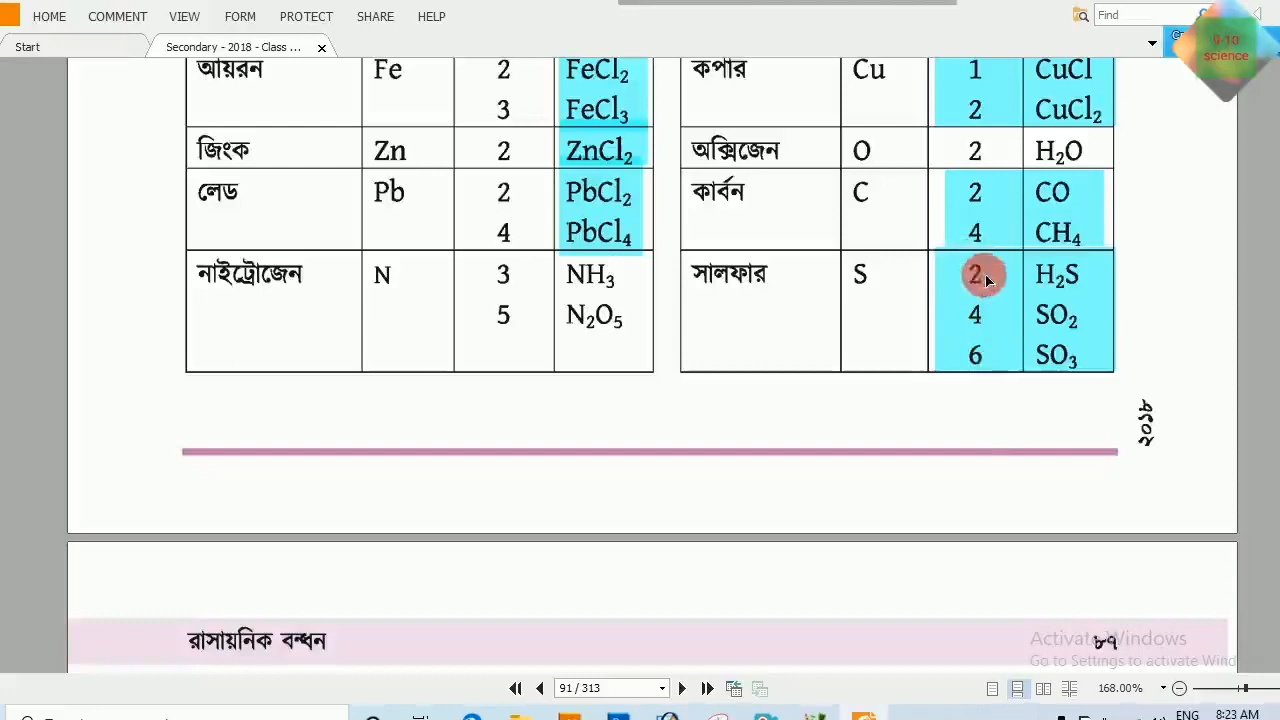 HOME COMMENT VIEW FORM PROTECT SHARE HELP
Find
Start
Secondary - 2018 - Class ...
9-10
science
আয়রন Fe 2 FeCl₂ কপার Cu 1 CuCl
3 FeCl₃ 2 CuCl₂
জিংক Zn 2 ZnCl₂ অক্সিজেন O 2 H₂O
লেড Pb 2 PbCl₂ কার্বন C 2 CO
4 PbCl₄ 4 CH₄
নাইট্রোজেন N 3 NH₃ সালফার S 2 H₂S
5 N₂O₅ 4 SO₂
6 SO₃
২০১৮
রাসায়নিক বন্ধন ৮৭
Activate Windows
Go to Settings to activate Wind
91 / 313
168.00%
ENG 8:23 AM